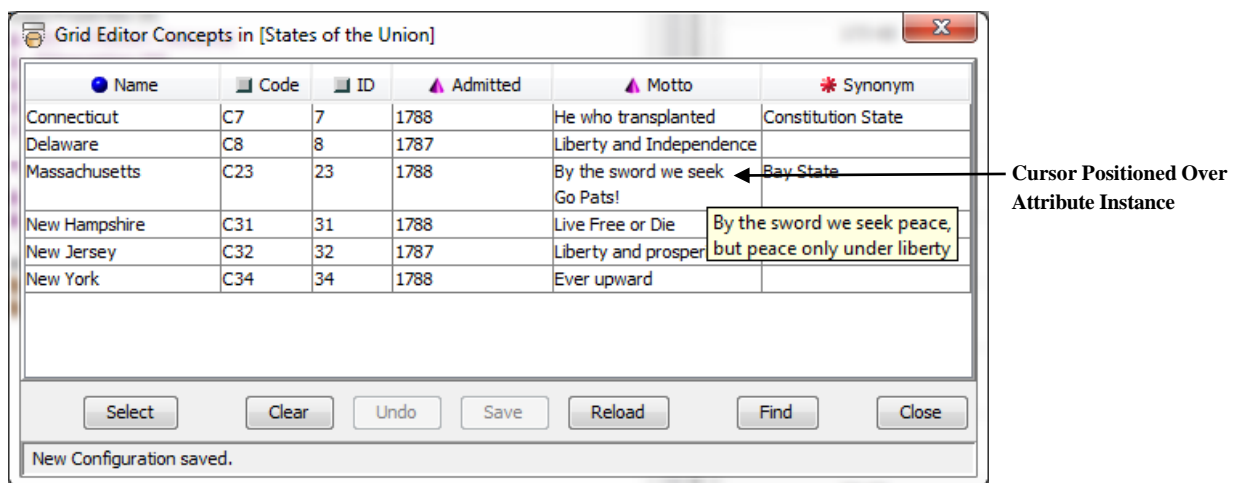 Grid Editor Concepts in [States of the Union]
Name Code ID Admitted Motto Synonym
Connecticut C7 7 1788 He who transplanted Constitution State
Delaware C8 8 1787 Liberty and Independence
Massachusetts C23 23 1788 By the sword we seek Bay State
Go Pats!
Cursor Positioned Over
Attribute Instance
New Hampshire C31 31 1788 Live Free or Die
By the sword we seek peace,
but peace only under liberty
New Jersey C32 32 1787 Liberty and prosper
New York C34 34 1788 Ever upward
Select Clear Undo Save Reload Find Close
New Configuration saved.